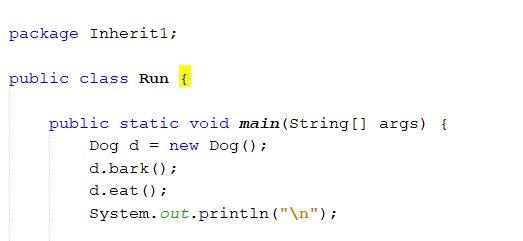 package Inherit1;
public class Run {
public static void main(String[] args) {
Dog d = new Dog();
d.bark();
d.eat();
System.out.println("\n");